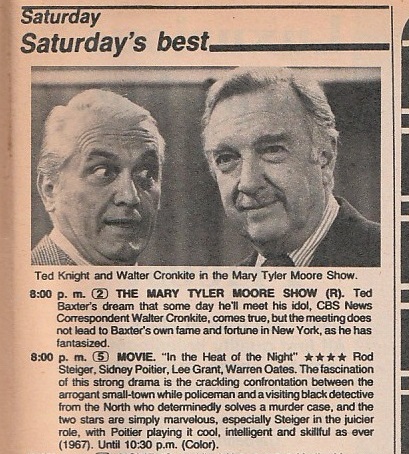 Saturday
Saturday's best
Ted Knight and Walter Cronkite in the Mary Tyler Moore Show.
8:00 p. m. (2) THE MARY TYLER MOORE SHOW (R). Ted
Baxter's dream that some day he'll meet his idol, CBS News
Correspondent Walter Cronkite, comes true, but the meeting does
not lead to Baxter's own fame and fortune in New York, as he has
fantasized.
8:00 p. m. (5) MOVIE. "In the Heat of the Night" ★★★★ Rod
Steiger, Sidney Poitier, Lee Grant, Warren Oates. The fascination
of this strong drama is the crackling confrontation between the
arrogant small-town while policeman and a visiting black detective
from the North who determinedly solves a murder case, and the
two stars are simply marvelous, especially Steiger in the juicier
role, with Poitier playing it cool, intelligent and skillful as ever
(1967). Until 10:30 p.m. (Color).